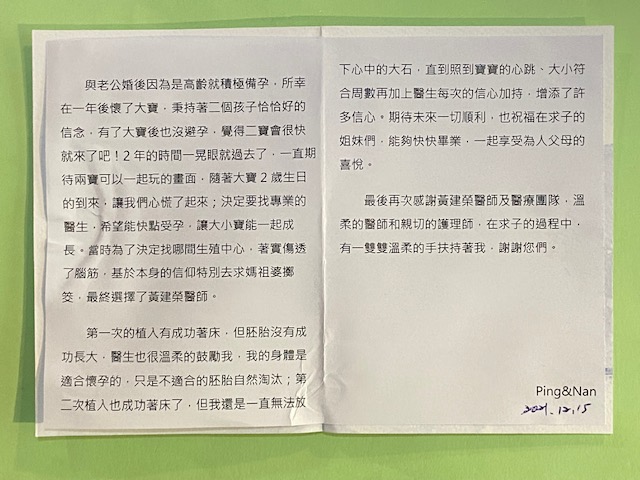 與老公婚後因為是高齡就積極備孕，所幸
在一年後懷了大寶，秉持著二個孩子恰恰好的
信念，有了大寶後也沒避孕，覺得二寶會很快
就來了吧！2 年的時間一晃眼就過去了，一直期
待兩寶可以一起玩的畫面，隨著大寶 2 歲生日
的到來，讓我們心慌了起來；決定要找專業的
醫生，希望能快點受孕，讓大小寶能一起成
長。當時為了決定找哪間生殖中心，著實傷透
了腦筋，基於本身的信仰特別去求媽祖婆擲
筊，最終選擇了黃建榮醫師。
第一次的植入有成功著床，但胚胎沒有成
功長大，醫生也很溫柔的鼓勵我，我的身體是
適合懷孕的，只是不適合的胚胎自然淘汰；第
二次植入也成功著床了，但我還是一直無法放
下心中的大石，直到照到寶寶的心跳、大小符
合周數再加上醫生每次的信心加持，增添了許
多信心。期待未來一切順利，也祝福在求子的
姐妹們，能夠快快畢業，一起享受為人父母的
喜悅。
最後再次感謝黃建榮醫師及醫療團隊，溫
柔的醫師和親切的護理師，在求子的過程中，
有一雙雙溫柔的手扶持著我，謝謝您們。
Ping&Nan
2021.12.15